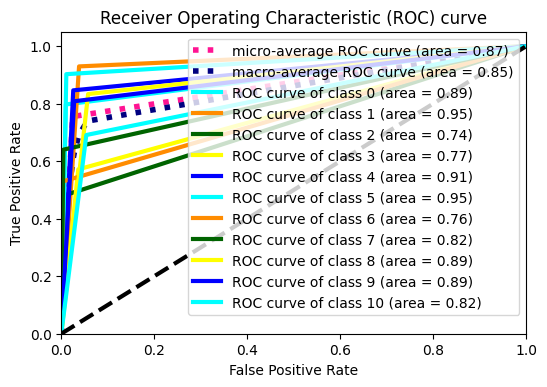 Receiver Operating Characteristic (ROC) curve
micro-average ROC curve (area = 0.87)
macro-average ROC curve (area = 0.85)
ROC curve of class 0 (area = 0.89)
ROC curve of class 1 (area = 0.95)
ROC curve of class 2 (area = 0.74)
ROC curve of class 3 (area = 0.77)
ROC curve of class 4 (area = 0.91)
ROC curve of class 5 (area = 0.95)
ROC curve of class 6 (area = 0.76)
ROC curve of class 7 (area = 0.82)
ROC curve of class 8 (area = 0.89)
ROC curve of class 9 (area = 0.89)
ROC curve of class 10 (area = 0.82)
True Positive Rate
1.0
0.8
0.6
0.4
0.2
0.0
0.0 0.2 0.4 0.6 0.8 1.0
False Positive Rate